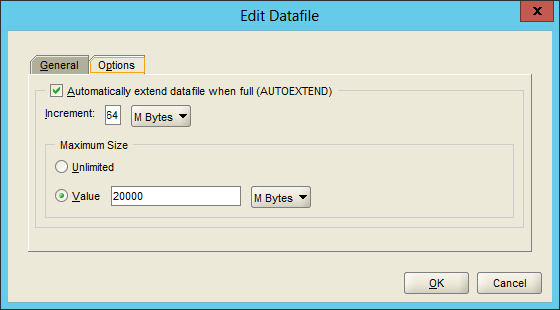 Edit Datafile
x
General Options
Automatically extend datafile when full (AUTOEXTEND)
Increment: 64 M Bytes
Maximum Size
Unlimited
Value 20000 M Bytes
OK Cancel